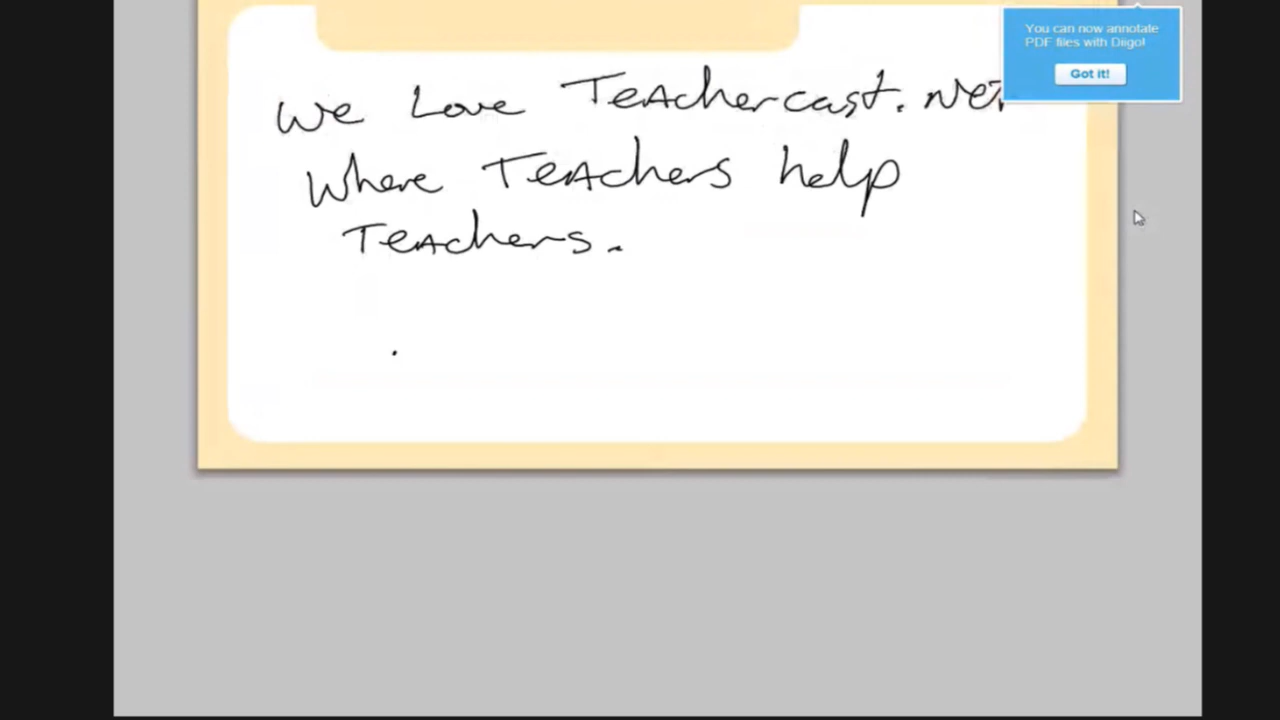 You can now annotate
PDF files with Diigo!
Got it!
We Love Teachercast.net
Where Teachers help
Teachers.